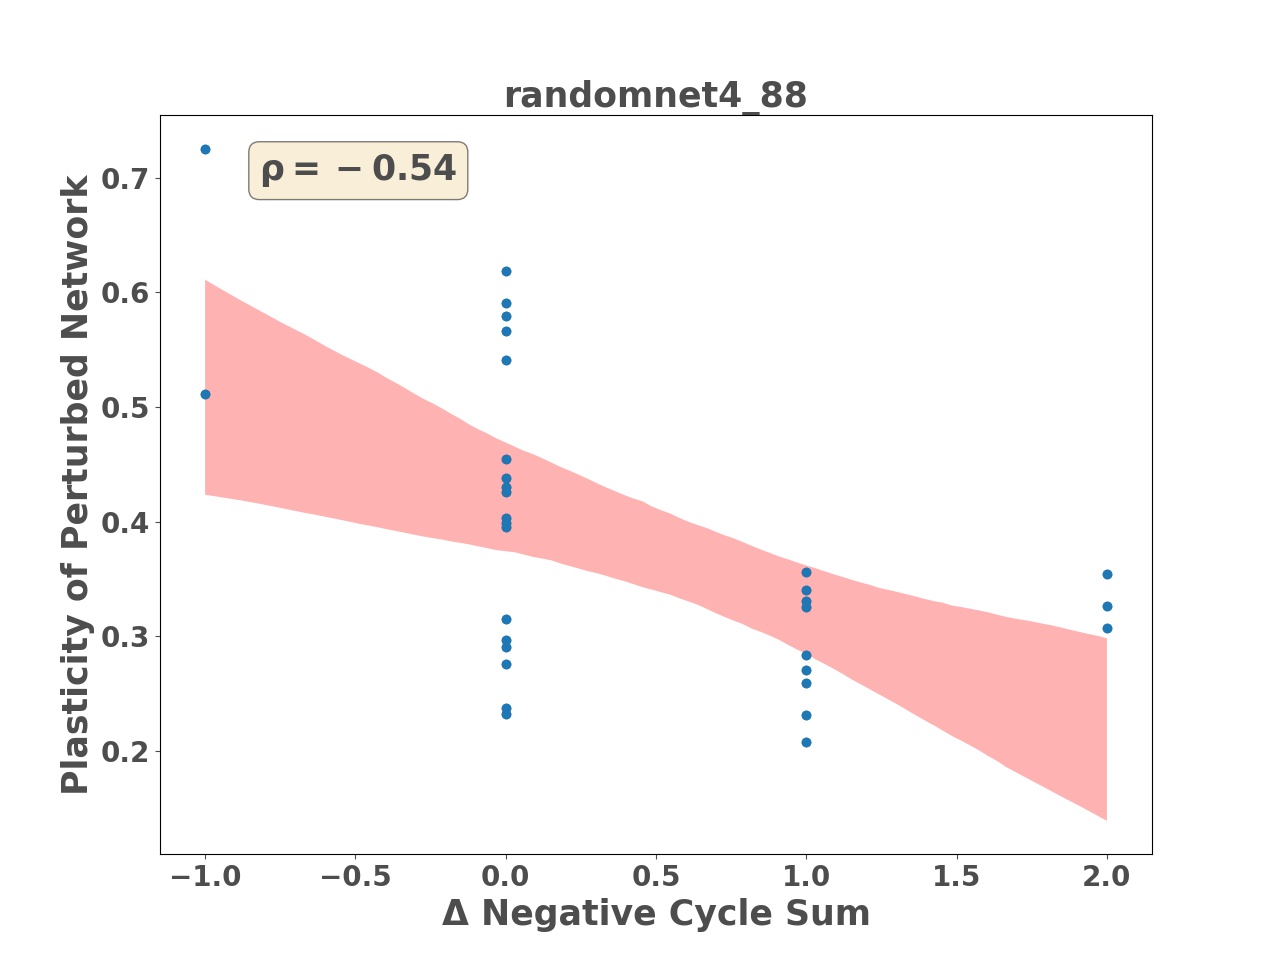 randomnet4_88
ρ = − 0.54
Plasticity of Perturbed Network
0.7
0.6
0.5
0.4
0.3
0.2
−1.0 −0.5 0.0 0.5 1.0 1.5 2.0
Δ Negative Cycle Sum